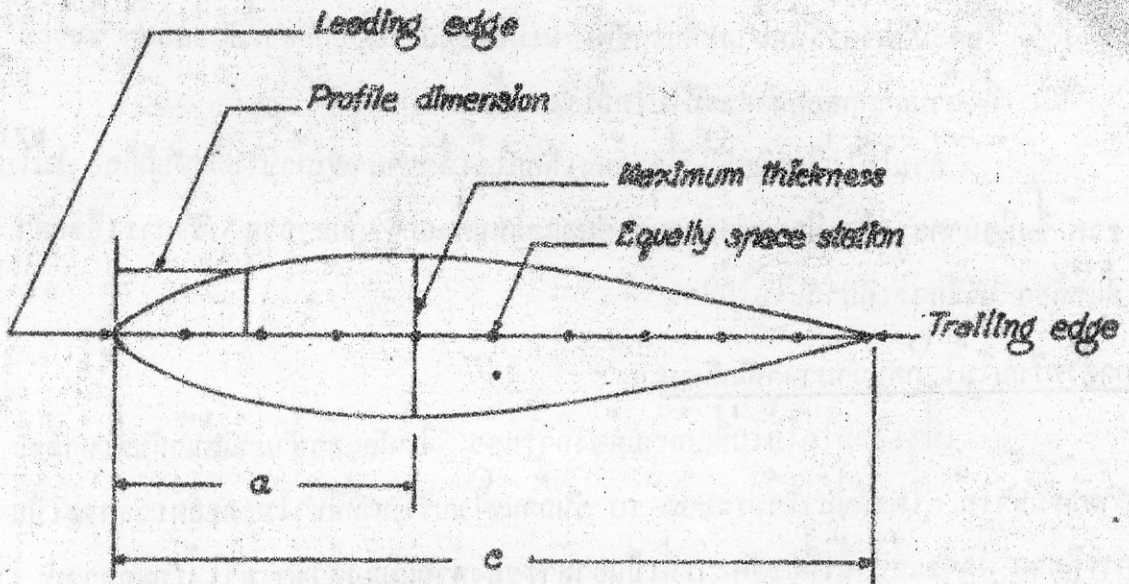 Leading edge
Profile dimension
Maximum thickness
Equally space station
Trailing edge
a
c